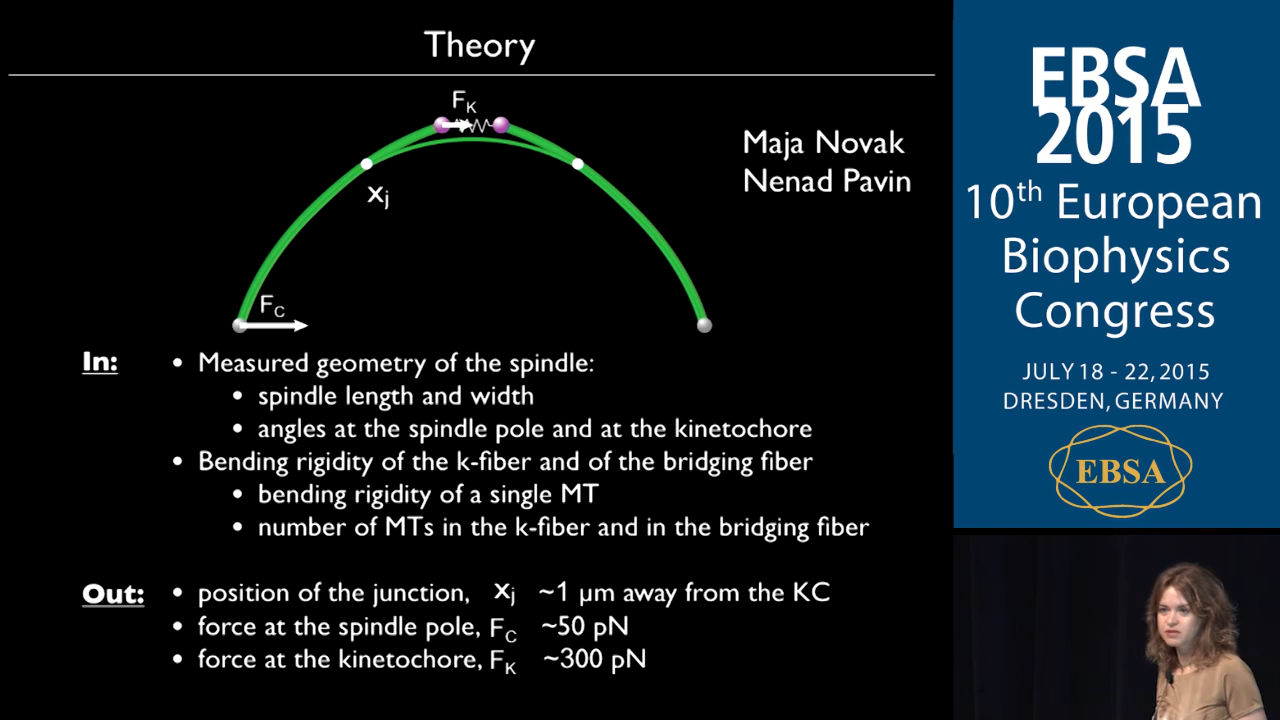 Theory
F_K
Maja Novak
Nenad Pavin
x_j
F_C
In:
• Measured geometry of the spindle:
• spindle length and width
• angles at the spindle pole and at the kinetochore
• Bending rigidity of the k-fiber and of the bridging fiber
• bending rigidity of a single MT
• number of MTs in the k-fiber and in the bridging fiber
Out:
• position of the junction, x_j ~1 μm away from the KC
• force at the spindle pole, F_C ~50 pN
• force at the kinetochore, F_K ~300 pN
EBSA
2015
10th European
Biophysics
Congress
JULY 18 - 22, 2015
DRESDEN, GERMANY
EBSA